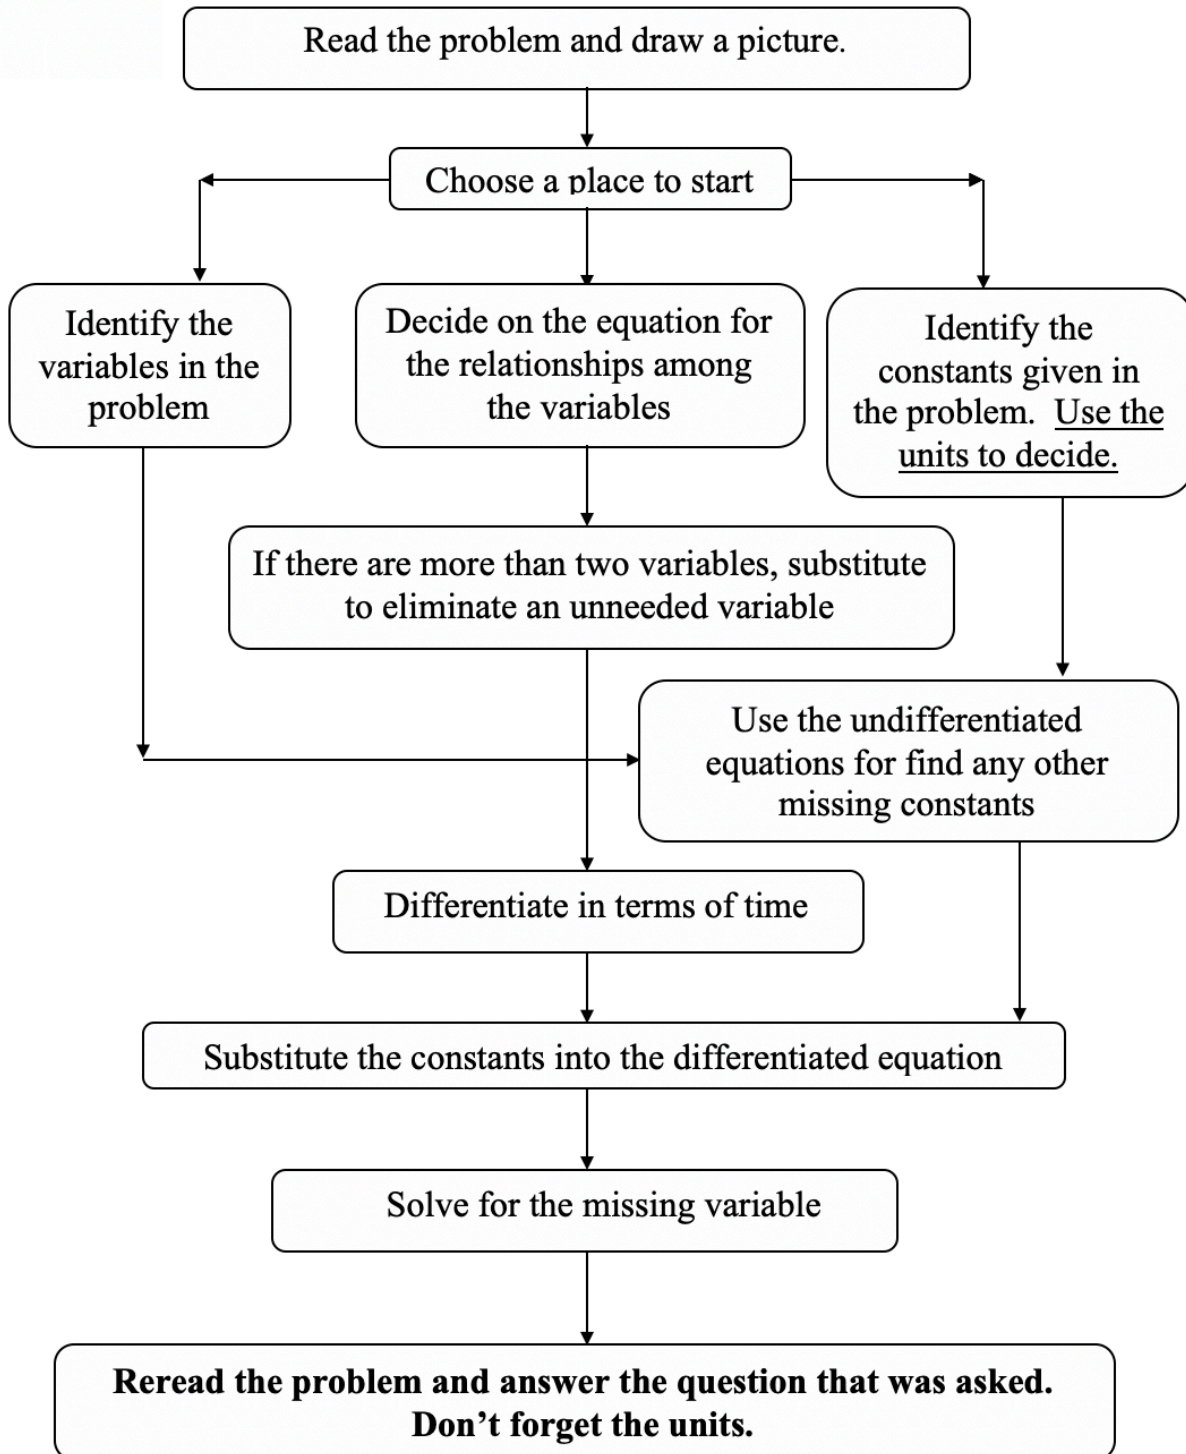 Read the problem and draw a picture.
Choose a place to start
Identify the
variables in the
problem
Decide on the equation for
the relationships among
the variables
Identify the
constants given in
the problem.  Use the
units to decide.
If there are more than two variables, substitute
to eliminate an unneeded variable
Use the undifferentiated
equations for find any other
missing constants
Differentiate in terms of time
Substitute the constants into the differentiated equation
Solve for the missing variable
Reread the problem and answer the question that was asked.
Don’t forget the units.